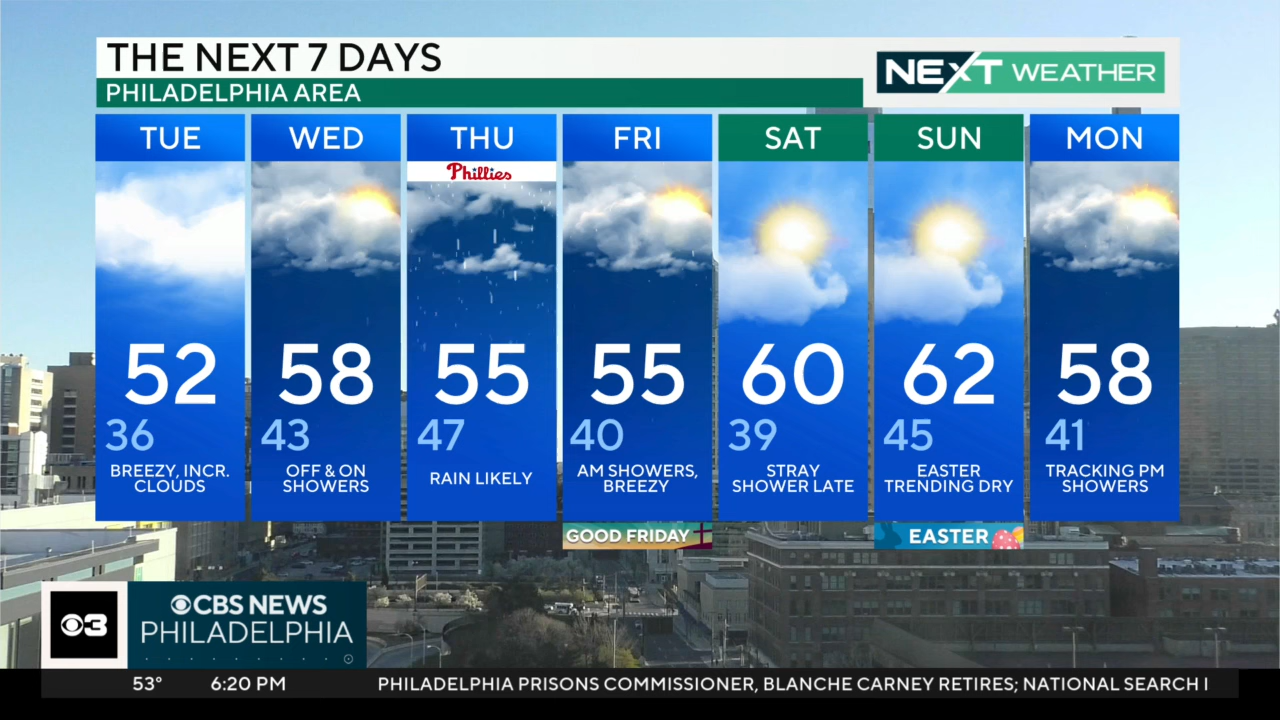 THE NEXT 7 DAYS
PHILADELPHIA AREA
NEXT WEATHER
TUE
52
36
BREEZY, INCR.
CLOUDS
WED
58
43
OFF & ON
SHOWERS
THU
Phillies
55
47
RAIN LIKELY
FRI
55
40
AM SHOWERS,
BREEZY
GOOD FRIDAY
SAT
60
39
STRAY
SHOWER LATE
SUN
62
45
EASTER
TRENDING DRY
EASTER
MON
58
41
TRACKING PM
SHOWERS
3
CBS NEWS
PHILADELPHIA
53° 6:20 PM PHILADELPHIA PRISONS COMMISSIONER, BLANCHE CARNEY RETIRES; NATIONAL SEARCH I